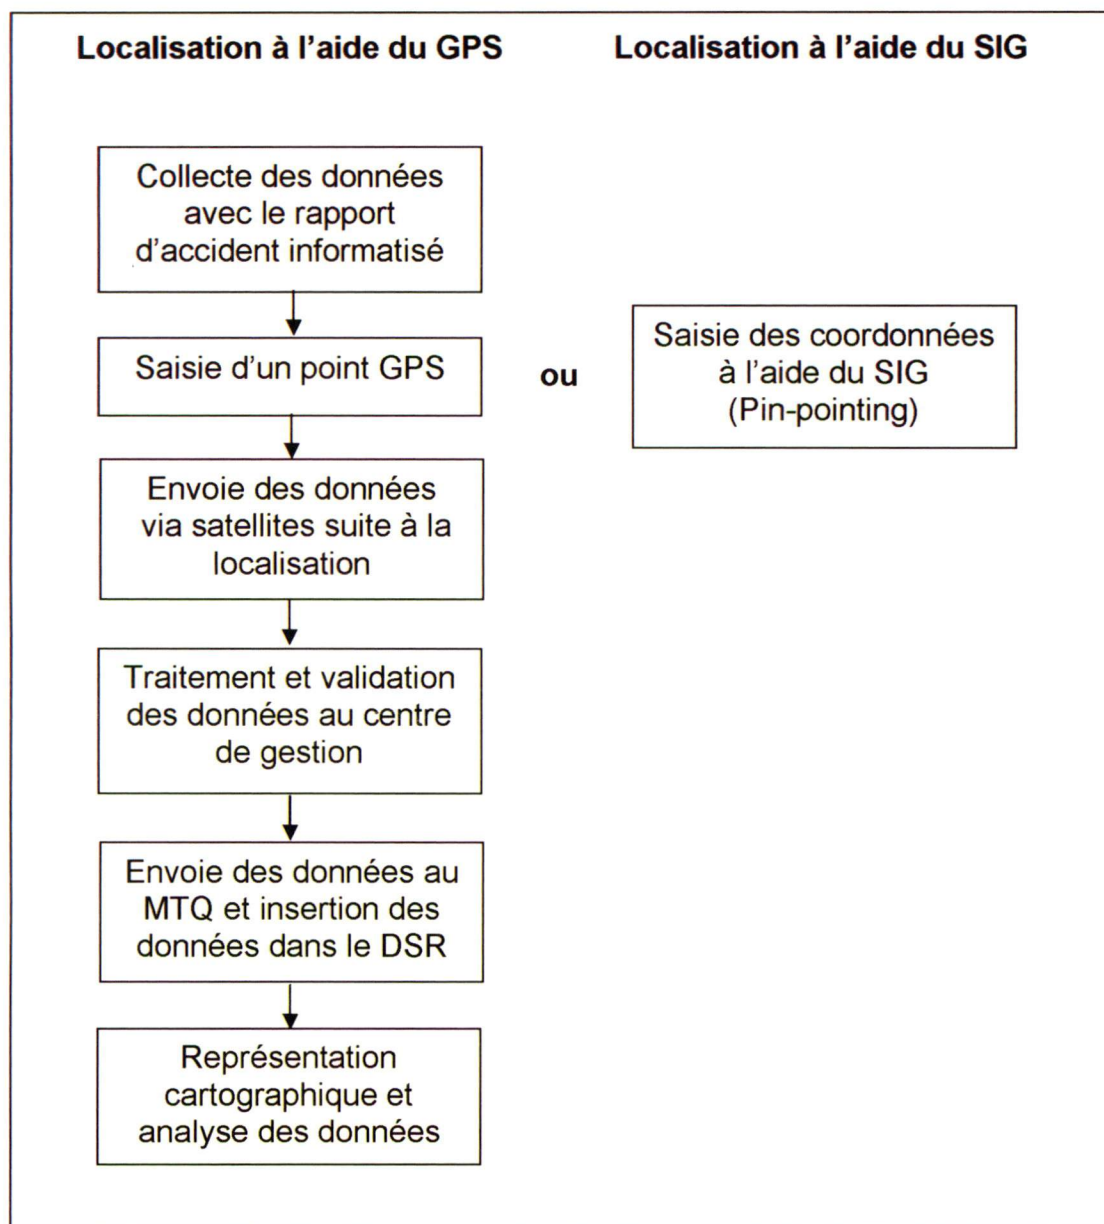 Localisation à l'aide du GPS
Localisation à l'aide du SIG
Collecte des données
avec le rapport
d'accident informatisé
Saisie d'un point GPS
ou
Saisie des coordonnées
à l'aide du SIG
(Pin-pointing)
Envoie des données
via satellites suite à la
localisation
Traitement et validation
des données au centre
de gestion
Envoie des données au
MTQ et insertion des
données dans le DSR
Représentation
cartographique et
analyse des données